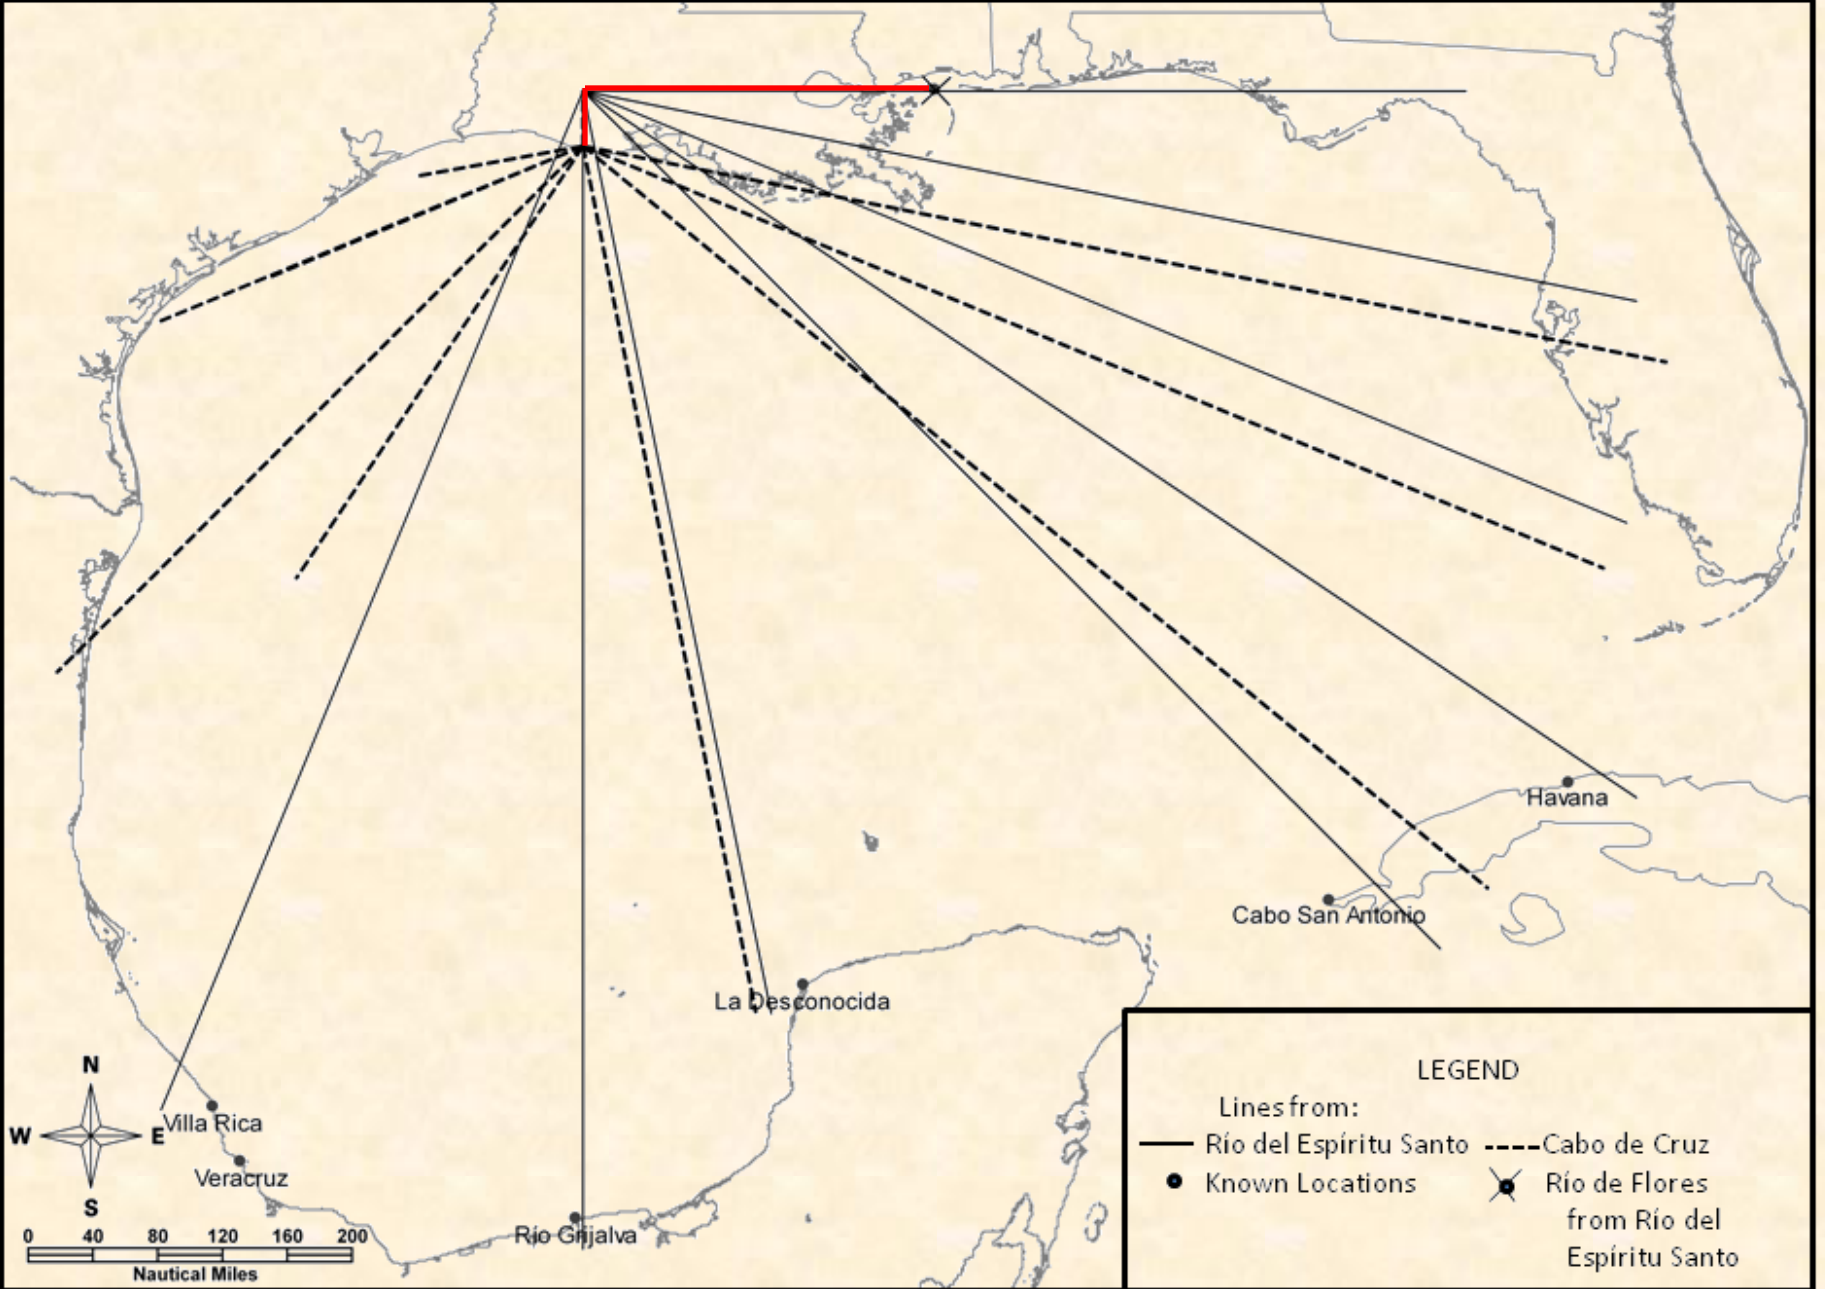 Havana
Cabo San Antonio
La Desconocida
N
W E
S
Villa Rica
Veracruz
Río Grijalva
0 40 80 120 160 200
Nautical Miles
LEGEND
Lines from:
Río del Espíritu Santo
Cabo de Cruz
Known Locations
Río de Flores
from Río del
Espíritu Santo